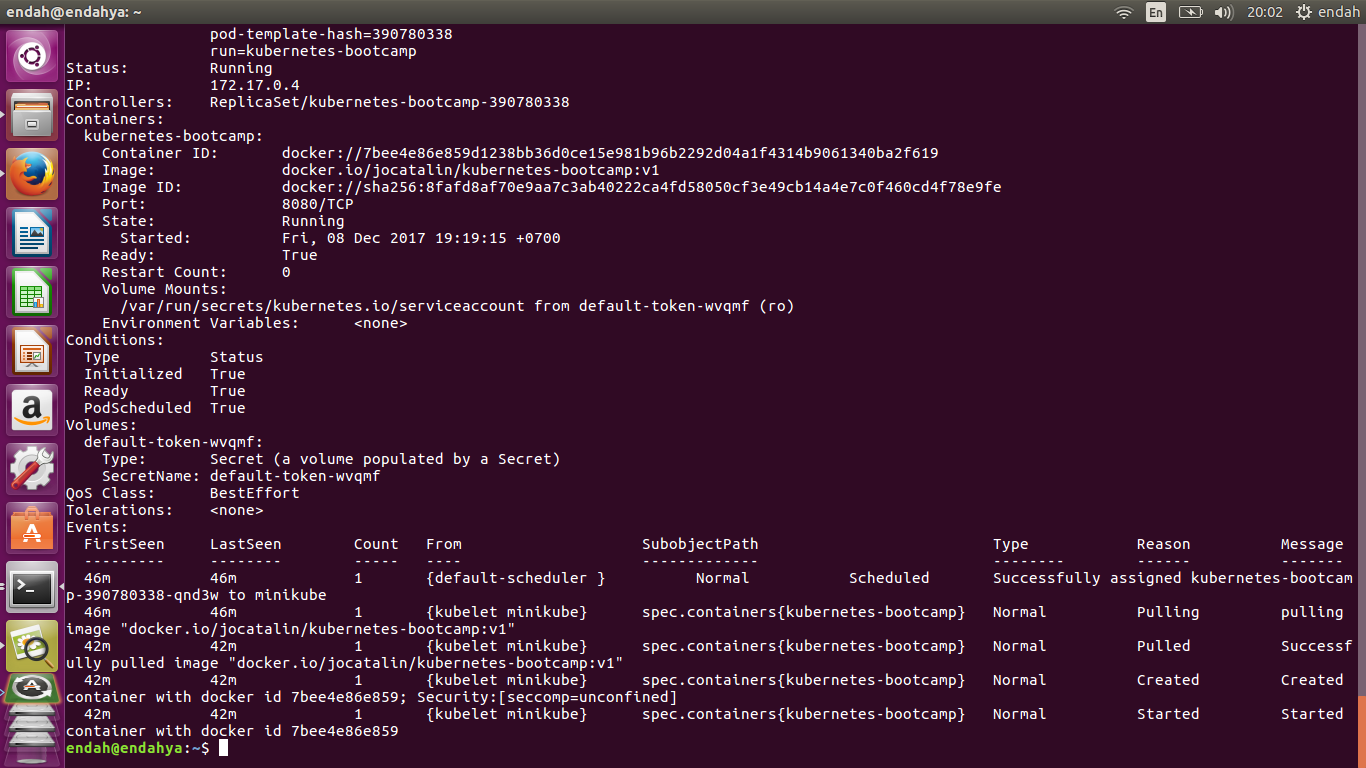 endah@endahya: ~
En
20:02
endah
pod-template-hash=390780338
run=kubernetes-bootcamp
Status: Running
IP: 172.17.0.4
Controllers: ReplicaSet/kubernetes-bootcamp-390780338
Containers:
kubernetes-bootcamp:
Container ID: docker://7bee4e86e859d1238bb36d0ce15e981b96b2292d04a1f4314b9061340ba2f619
Image: docker.io/jocatalin/kubernetes-bootcamp:v1
Image ID: docker://sha256:8fafd8af70e9aa7c3ab40222ca4fd58050cf3e49cb14a4e7c0f460cd4f78e9fe
Port: 8080/TCP
State: Running
Started: Fri, 08 Dec 2017 19:19:15 +0700
Ready: True
Restart Count: 0
Volume Mounts:
/var/run/secrets/kubernetes.io/serviceaccount from default-token-wvqmf (ro)
Environment Variables: <none>
Conditions:
Type Status
Initialized True
Ready True
PodScheduled True
Volumes:
default-token-wvqmf:
Type: Secret (a volume populated by a Secret)
SecretName: default-token-wvqmf
QoS Class: BestEffort
Tolerations: <none>
Events:
FirstSeen LastSeen Count From SubobjectPath Type Reason Message
--------- -------- ----- ---- ------------- -------- ------ -------
46m 46m 1 {default-scheduler } Normal Scheduled Successfully assigned kubernetes-bootcam
p-390780338-qnd3w to minikube
46m 46m 1 {kubelet minikube} spec.containers{kubernetes-bootcamp} Normal Pulling pulling
image "docker.io/jocatalin/kubernetes-bootcamp:v1"
42m 42m 1 {kubelet minikube} spec.containers{kubernetes-bootcamp} Normal Pulled Successf
ully pulled image "docker.io/jocatalin/kubernetes-bootcamp:v1"
42m 42m 1 {kubelet minikube} spec.containers{kubernetes-bootcamp} Normal Created Created
container with docker id 7bee4e86e859; Security:[seccomp=unconfined]
42m 42m 1 {kubelet minikube} spec.containers{kubernetes-bootcamp} Normal Started Started
container with docker id 7bee4e86e859
endah@endahya:~$